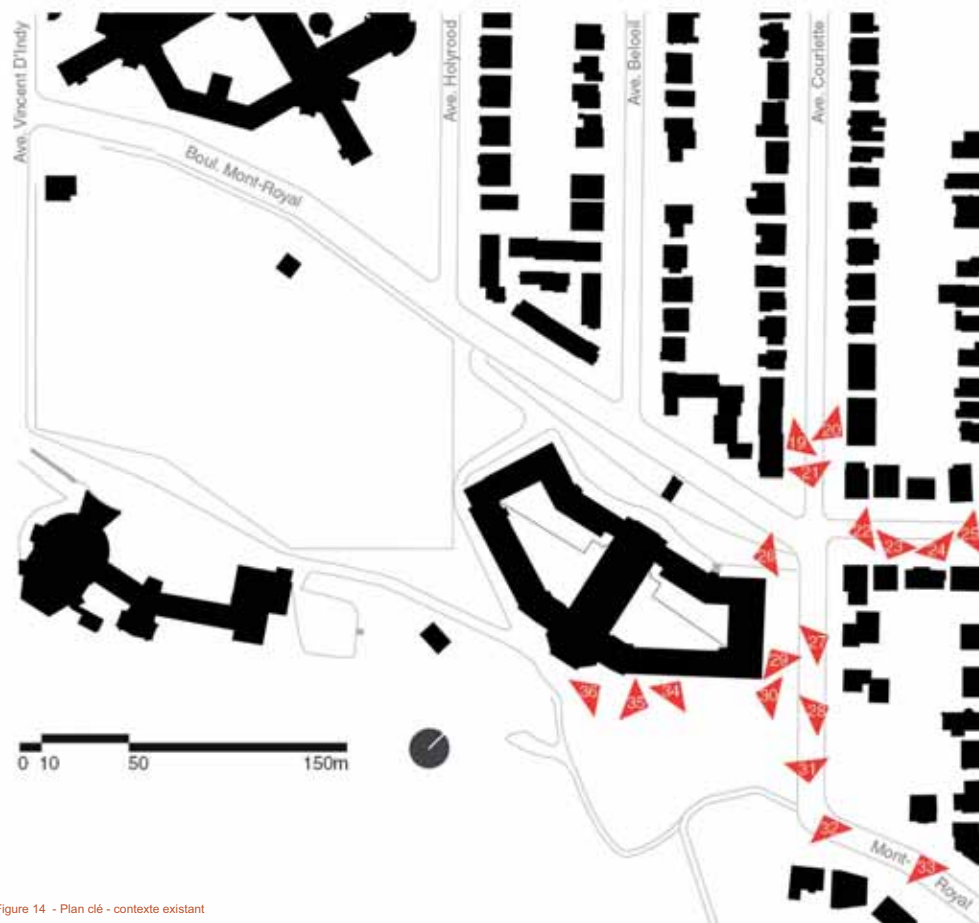 Ave. Vincent D'Indy
Ave. Holyrood
Ave. Beloeil
Ave. Courlette
Boul. Mont-Royal
19
20
21
22
23
24
25
26
27
29
30
28
36
35
34
31
32
33
Mont-
Royal
0 10 50 150m
Figure 14 - Plan clé - contexte existant